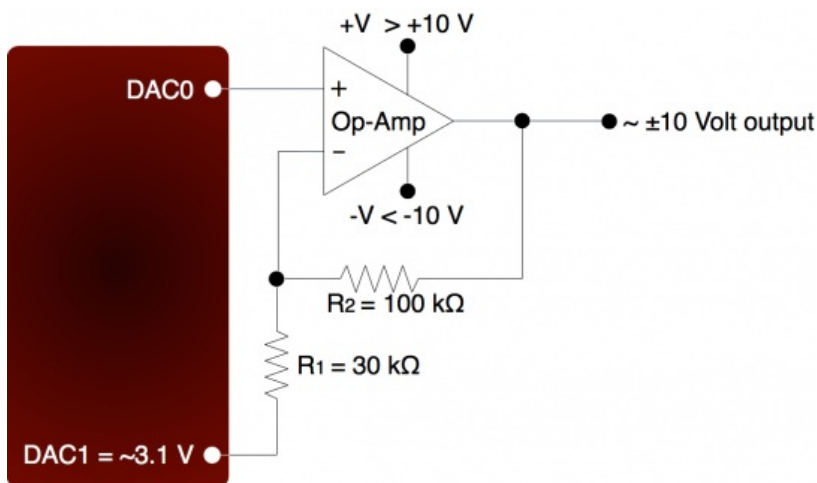 +V > +10 V
DAC0
+
Op-Amp
~ ±10 Volt output
−
-V < -10 V
R2 = 100 kΩ
R1 = 30 kΩ
DAC1 = ~3.1 V